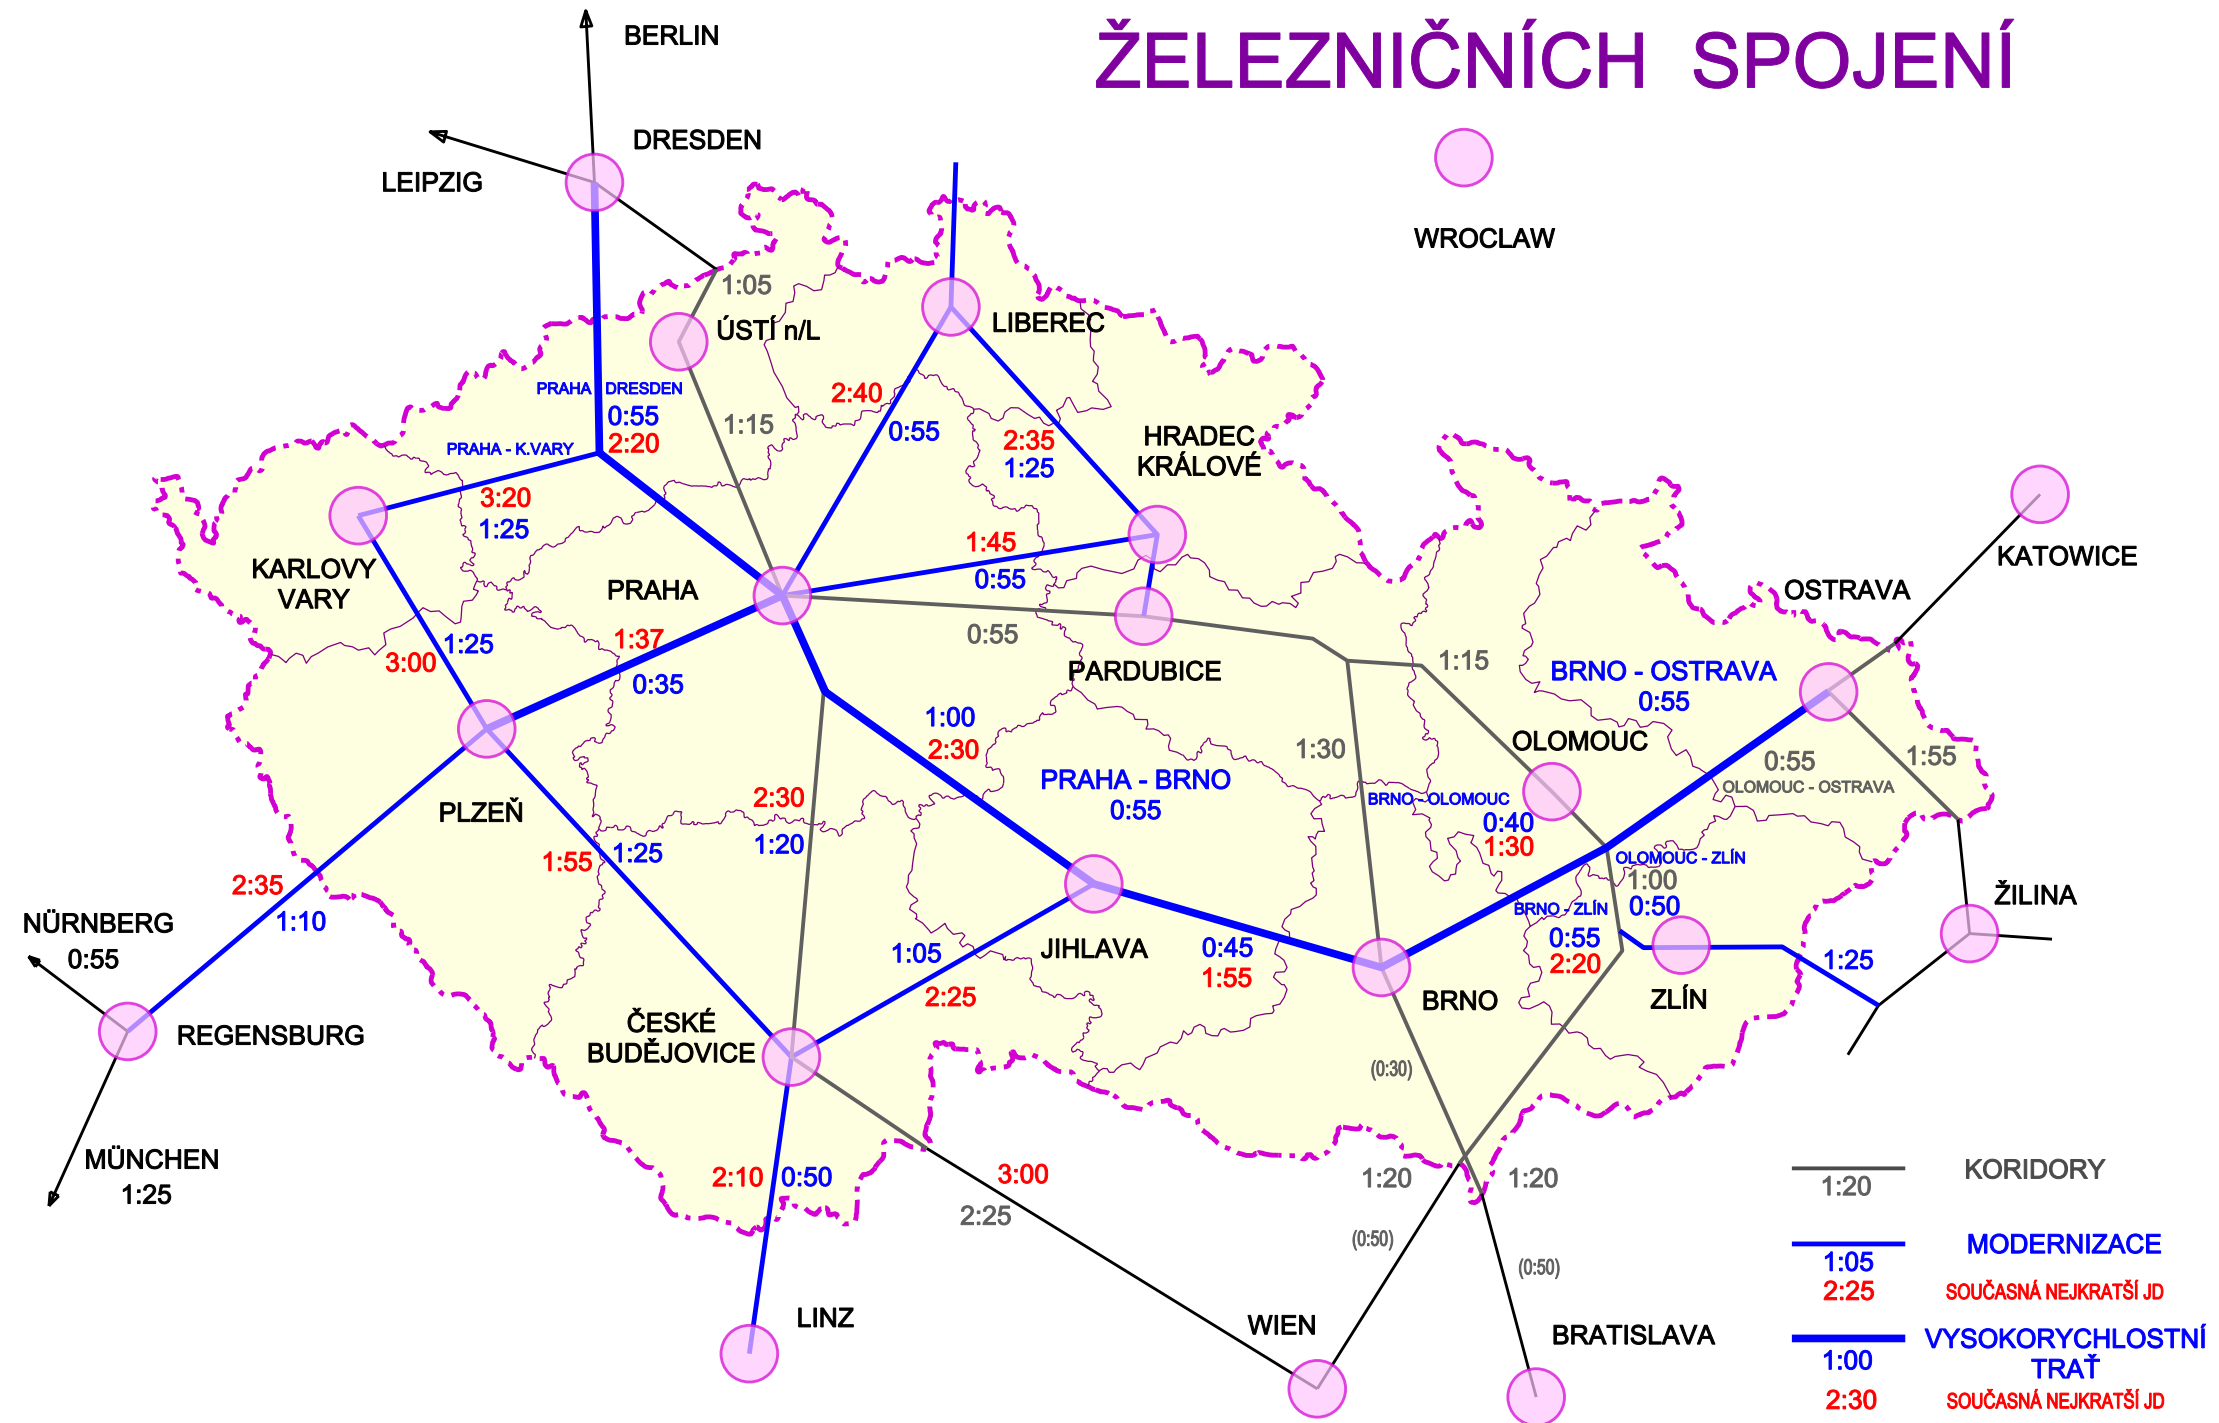 ŽELEZNIČNÍCH SPOJENÍ
BERLIN
DRESDEN
LEIPZIG
WROCLAW
1:05
ÚSTÍ n/L
LIBEREC
PRAHA DRESDEN
0:55
2:20
2:40
0:55
1:15
PRAHA - K.VARY
3:20
1:25
2:35
1:25
HRADEC
KRÁLOVÉ
KARLOVY
VARY
PRAHA
1:45
0:55
0:55
PARDUBICE
KATOWICE
OSTRAVA
1:25
3:00
1:37
0:35
1:15
BRNO - OSTRAVA
0:55
1:00
2:30
PRAHA - BRNO
0:55
1:30
OLOMOUC
0:55
OLOMOUC - OSTRAVA
1:55
PLZEŇ
2:30
1:20
BRNO - OLOMOUC
0:40
1:30
1:55
1:25
OLOMOUC - ZLÍN
1:00
0:50
2:35
1:10
NÜRNBERG
0:55
BRNO - ZLÍN
0:55
2:20
ŽILINA
1:25
JIHLAVA
0:45
1:55
1:05
2:25
BRNO
ZLÍN
REGENSBURG
ČESKÉ
BUDĚJOVICE
(0:30)
MÜNCHEN
1:25
2:10
0:50
3:00
2:25
1:20
1:20
(0:50)
(0:50)
LINZ
WIEN
BRATISLAVA
KORIDORY
1:20
MODERNIZACE
1:05
2:25
SOUČASNÁ NEJKRATŠÍ JD
VYSOKORYCHLOSTNÍ
TRAŤ
1:00
2:30
SOUČASNÁ NEJKRATŠÍ JD